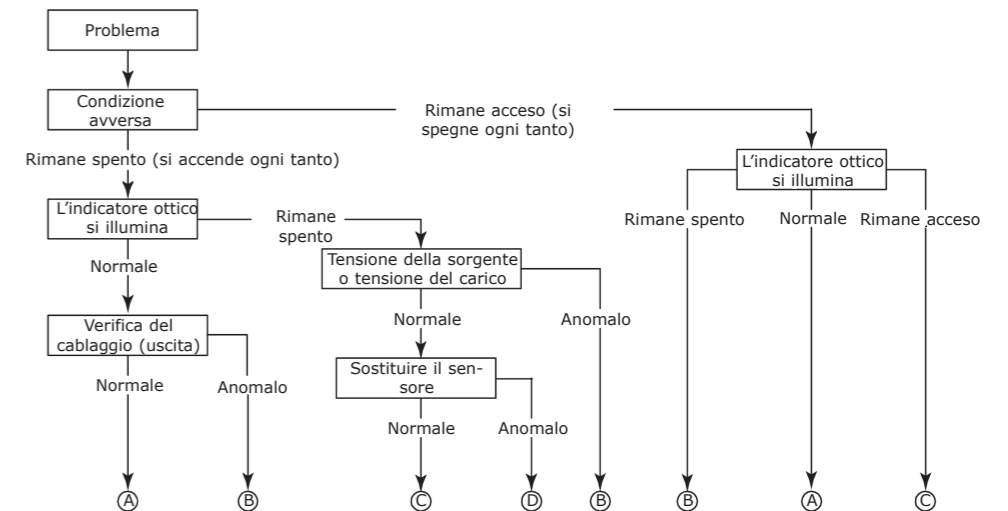 Problema
Condizione
avversa
Rimane acceso (si
spegne ogni tanto)
Rimane spento (si accende ogni tanto)
L'indicatore ottico
si illumina
L'indicatore ottico
si illumina
Rimane
spento
Rimane spento
Normale
Rimane acceso
Normale
Tensione della sorgente
o tensione del carico
Verifica del
cablaggio (uscita)
Normale
Anomalo
Sostituire il sen-
sore
Normale
Anomalo
Normale
Anomalo
A
B
C
D
B
B
A
C